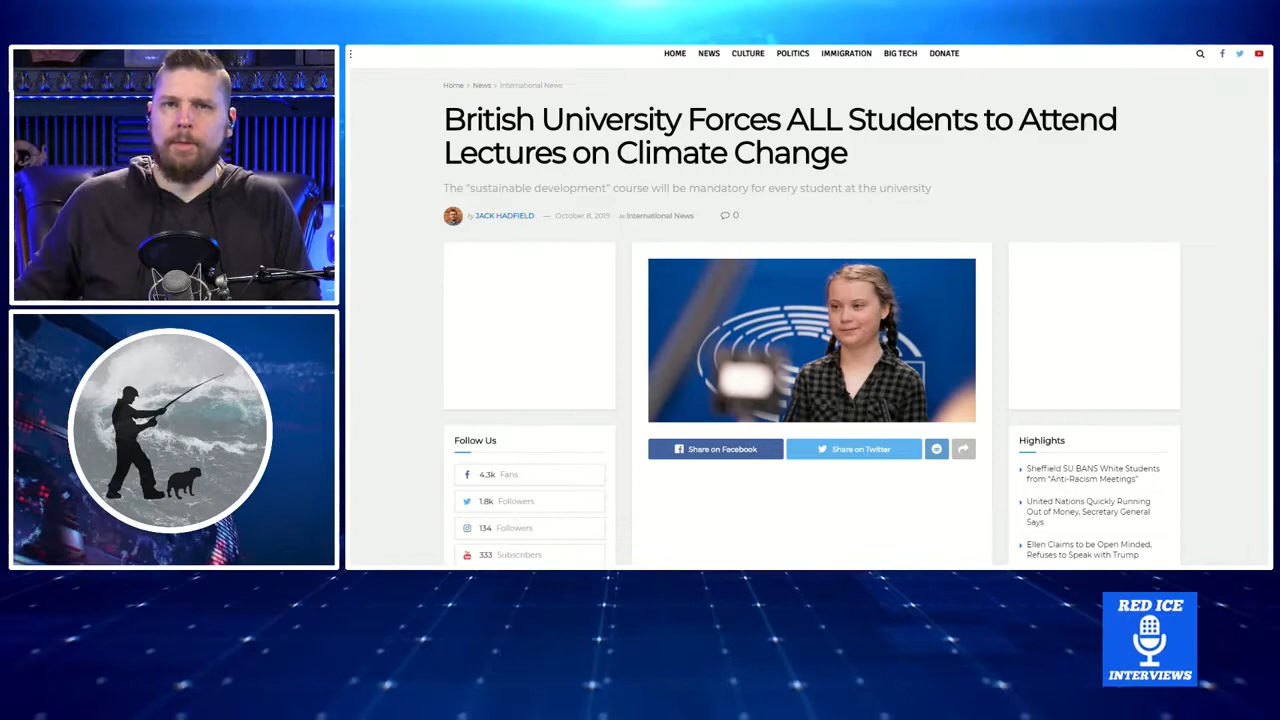 HOME NEWS CULTURE POLITICS IMMIGRATION BIG TECH DONATE
Home > News > International News
British University Forces ALL Students to Attend
Lectures on Climate Change
The "sustainable development" course will be mandatory for every student at the university
by JACK HADFIELD — October 8, 2019 in International News 0
Share on Facebook
Share on Twitter
Follow Us
4.3k Fans
1.8k Followers
134 Followers
333 Subscribers
Highlights
Sheffield SU BANS White Students
from "Anti-Racism Meetings"
United Nations Quickly Running
Out of Money, Secretary General
Says
Ellen Claims to be Open Minded,
Refuses to Speak with Trump
RED ICE
INTERVIEWS